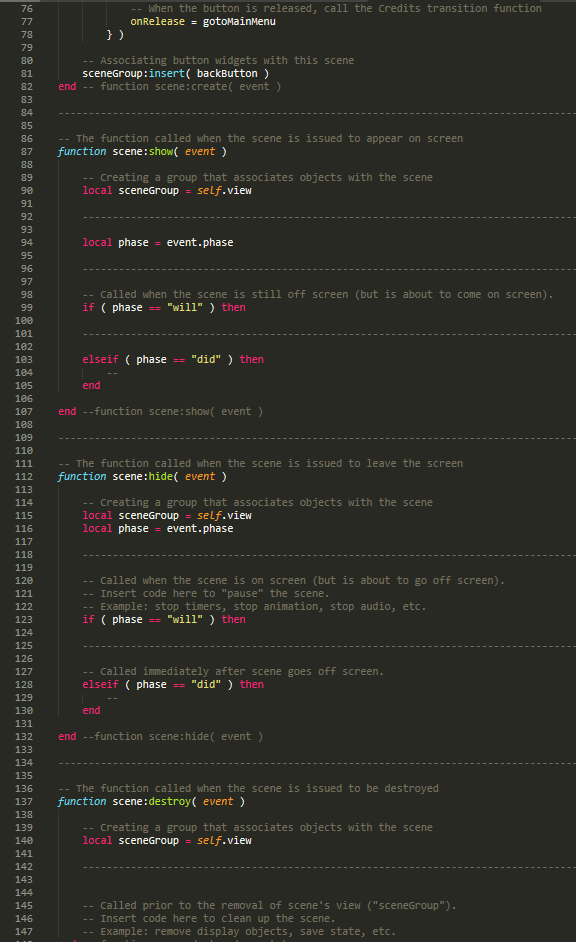 76 -- When the button is released, call the Credits transition function
77 onRelease = gotoMainMenu
78 } )
79
80 -- Associating button widgets with this scene
81 sceneGroup:insert( backButton )
82 end -- function scene:create( event )
83
84 -----------------------------------------------------------------------------------------
85
86 -- The function called when the scene is issued to appear on screen
87 function scene:show( event )
88
89 -- Creating a group that associates objects with the scene
90 local sceneGroup = self.view
91
92 -----------------------------------------------------------------------------------------
93
94 local phase = event.phase
95
96 -----------------------------------------------------------------------------------------
97
98 -- Called when the scene is still off screen (but is about to come on screen).
99 if ( phase == "will" ) then
100
101 -----------------------------------------------------------------------------------------
102
103 elseif ( phase == "did" ) then
104 --
105 end
106
107 end --function scene:show( event )
108
109 -----------------------------------------------------------------------------------------
110
111 -- The function called when the scene is issued to leave the screen
112 function scene:hide( event )
113
114 -- Creating a group that associates objects with the scene
115 local sceneGroup = self.view
116 local phase = event.phase
117
118 -----------------------------------------------------------------------------------------
119
120 -- Called when the scene is on screen (but is about to go off screen).
121 -- Insert code here to "pause" the scene.
122 -- Example: stop timers, stop animation, stop audio, etc.
123 if ( phase == "will" ) then
124
125 -----------------------------------------------------------------------------------------
126
127 -- Called immediately after scene goes off screen.
128 elseif ( phase == "did" ) then
129 --
130 end
131
132 end --function scene:hide( event )
133
134 -----------------------------------------------------------------------------------------
135
136 -- The function called when the scene is issued to be destroyed
137 function scene:destroy( event )
138
139 -- Creating a group that associates objects with the scene
140 local sceneGroup = self.view
141
142 -----------------------------------------------------------------------------------------
143
144
145 -- Called prior to the removal of scene's view ("sceneGroup").
146 -- Insert code here to clean up the scene.
147 -- Example: remove display objects, save state, etc.